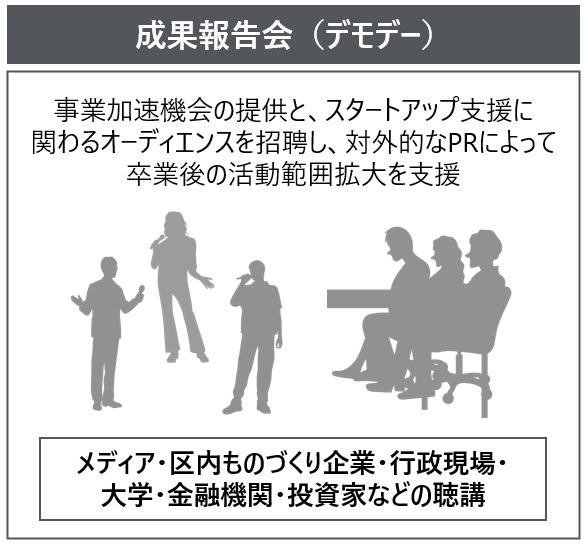 成果報告会（デモデー）
事業加速機会の提供と、スタートアップ支援に
関わるオーディエンスを招聘し、対外的なPRによって
卒業後の活動範囲拡大を支援
メディア・区内ものづくり企業・行政現場・
大学・金融機関・投資家などの聴講